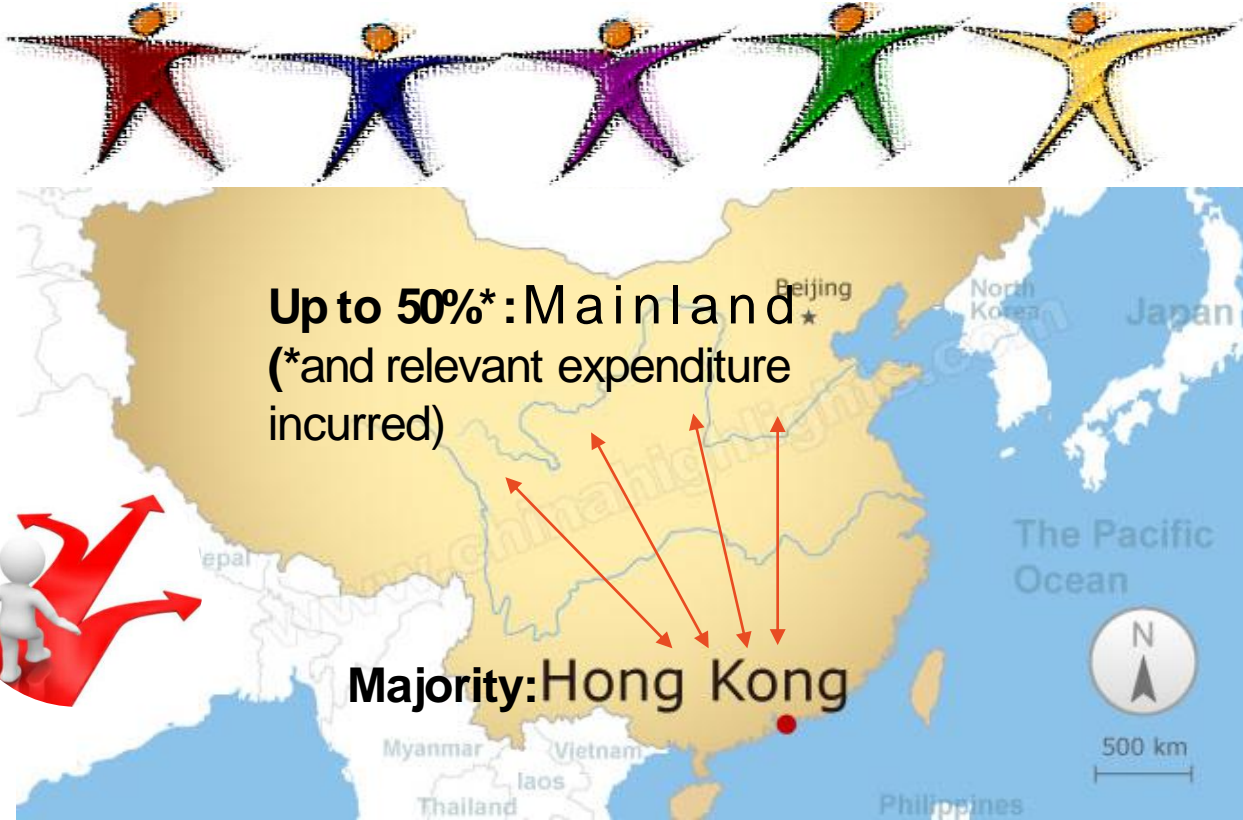 Up to 50%*: Mainland
(*and relevant expenditure
incurred)
Beijing
North
Korea
Japan
www.chinahighlights.com
epal
The Pacific
Ocean
N
Majority: Hong Kong
500 km
Myanmar
Vietnam
laos
Thailand
Philippines